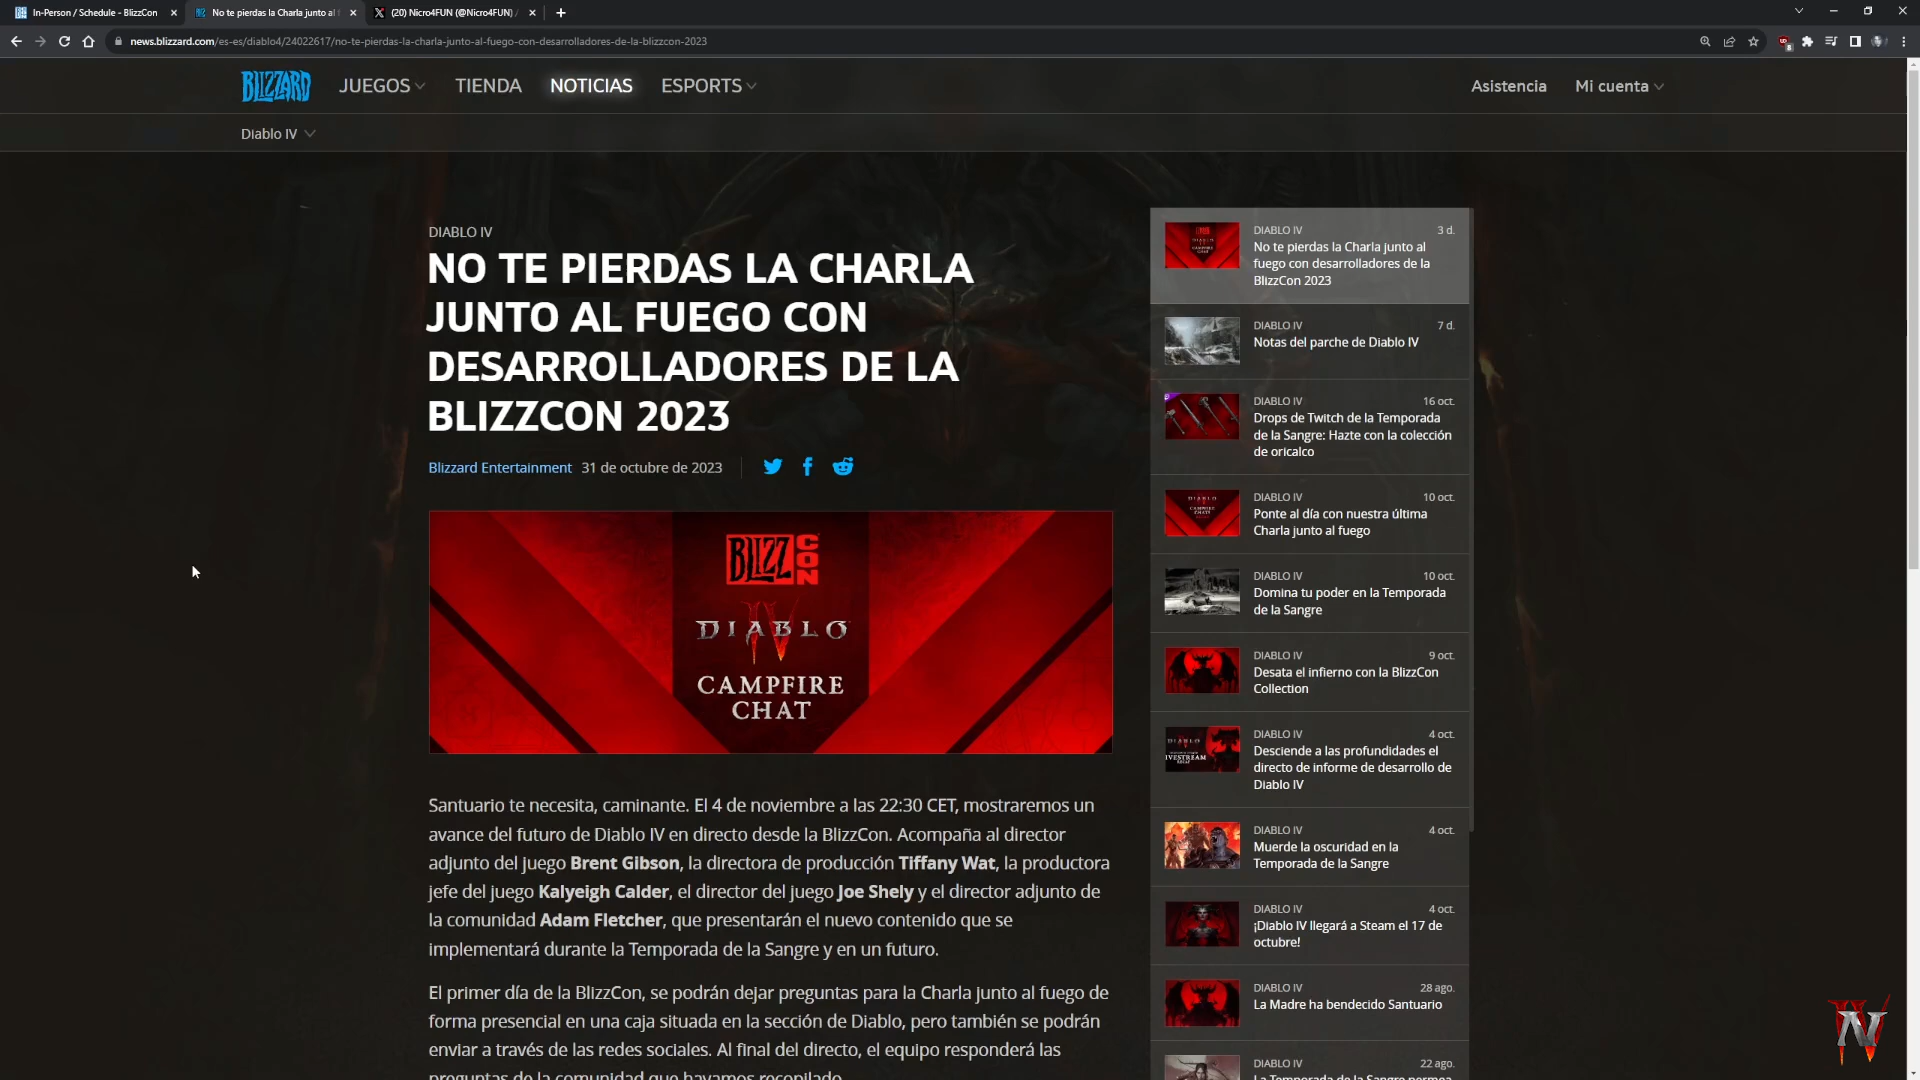 In-Person / Schedule - BlizzCon
No te pierdas la Charla junto al f
(20) Nicro4FUN (@Nicro4FUN) /
news.blizzard.com/es-es/diablo4/24022617/no-te-pierdas-la-charla-junto-al-fuego-con-desarrolladores-de-la-blizzcon-2023
BLIZZARD
JUEGOS
TIENDA
NOTICIAS
ESPORTS
Asistencia
Mi cuenta
Diablo IV
DIABLO IV
NO TE PIERDAS LA CHARLA
JUNTO AL FUEGO CON
DESARROLLADORES DE LA
BLIZZCON 2023
Blizzard Entertainment 31 de octubre de 2023
BLIZZ CON
DIABLO
IV
CAMPFIRE
CHAT
Santuario te necesita, caminante. El 4 de noviembre a las 22:30 CET, mostraremos un
avance del futuro de Diablo IV en directo desde la BlizzCon. Acompaña al director
adjunto del juego Brent Gibson, la directora de producción Tiffany Wat, la productora
jefe del juego Kalyeigh Calder, el director del juego Joe Shely y el director adjunto de
la comunidad Adam Fletcher, que presentarán el nuevo contenido que se
implementará durante la Temporada de la Sangre y en un futuro.
El primer día de la BlizzCon, se podrán dejar preguntas para la Charla junto al fuego de
forma presencial en una caja situada en la sección de Diablo, pero también se podrán
enviar a través de las redes sociales. Al final del directo, el equipo responderá las
preguntas de la comunidad que hayamos recopilado.
DIABLO IV 3 d.
No te pierdas la Charla junto al
fuego con desarrolladores de la
BlizzCon 2023
DIABLO IV 7 d.
Notas del parche de Diablo IV
DIABLO IV 16 oct.
Drops de Twitch de la Temporada
de la Sangre: Hazte con la colección
de oricalco
DIABLO IV 10 oct.
Ponte al día con nuestra última
Charla junto al fuego
DIABLO IV 10 oct.
Domina tu poder en la Temporada
de la Sangre
DIABLO IV 9 oct.
Desata el infierno con la BlizzCon
Collection
DIABLO IV 4 oct.
Desciende a las profundidades el
directo de informe de desarrollo de
Diablo IV
DIABLO IV 4 oct.
Muerde la oscuridad en la
Temporada de la Sangre
DIABLO IV 4 oct.
¡Diablo IV llegará a Steam el 17 de
octubre!
DIABLO IV 28 ago.
La Madre ha bendecido Santuario
DIABLO IV 22 ago.
La Temporada de la Sangre permea